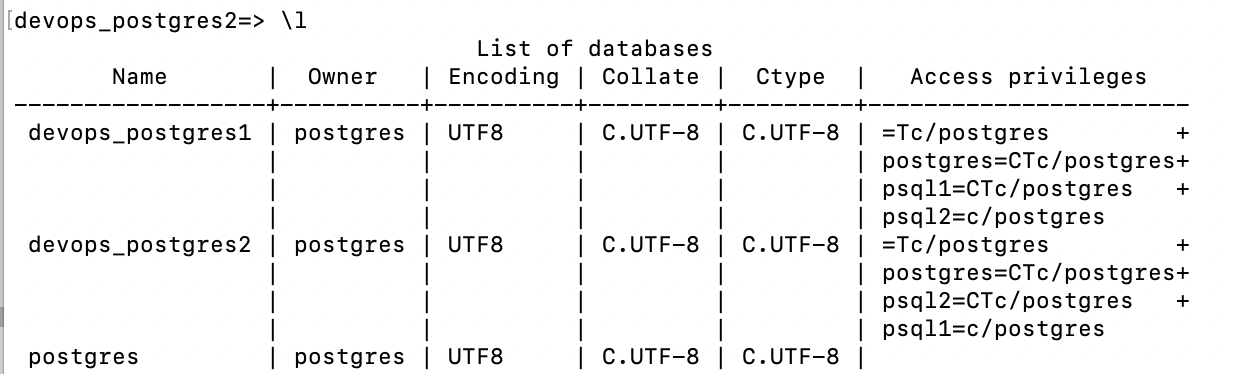 [devops_postgres2=> \l
                                 List of databases
       Name       |  Owner   | Encoding | Collate |  Ctype  |   Access privileges
------------------+----------+----------+---------+---------+-----------------------
 devops_postgres1 | postgres | UTF8     | C.UTF-8 | C.UTF-8 | =Tc/postgres         +
                  |          |          |         |         | postgres=CTc/postgres+
                  |          |          |         |         | psql1=CTc/postgres   +
                  |          |          |         |         | psql2=c/postgres
 devops_postgres2 | postgres | UTF8     | C.UTF-8 | C.UTF-8 | =Tc/postgres         +
                  |          |          |         |         | postgres=CTc/postgres+
                  |          |          |         |         | psql2=CTc/postgres   +
                  |          |          |         |         | psql1=c/postgres
 postgres         | postgres | UTF8     | C.UTF-8 | C.UTF-8 |